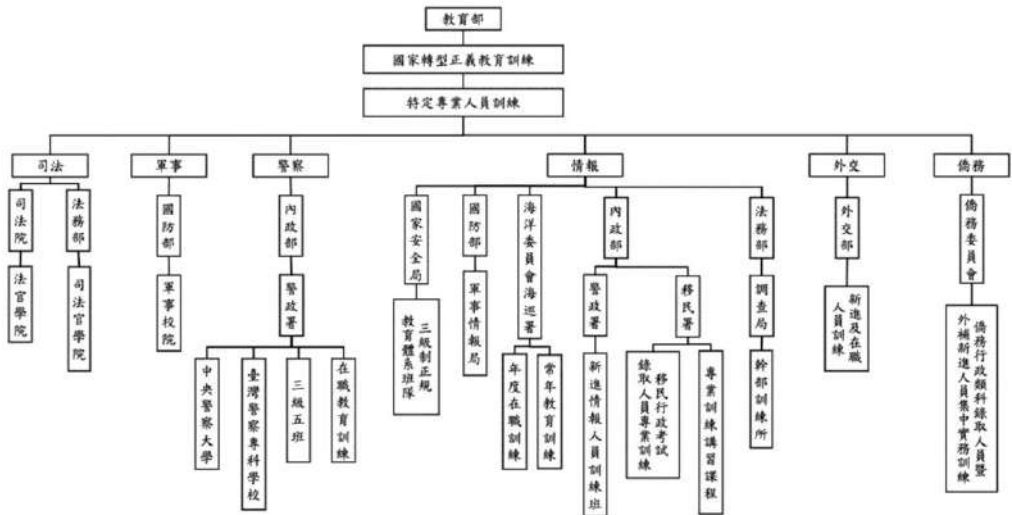 教育部
國家轉型正義教育訓練
特定專業人員訓練
司法
軍事
警察
情報
外交
僑務
司法院
法務部
國防部
內政部
國家安全局
國防部
海洋委員會海巡署
內政部
法務部
外交部
僑務委員會
法官學院
司法官學院
軍事校院
警政署
三級制正規
教育體系班隊
軍事情報局
警政署
移民署
調查局
新進及在職
人員訓練
僑務行政類科錄取人員暨
外補新進人員集中實務訓練
中央警察大學
臺灣警察專科學校
三級五班
在職教育訓練
年度在職訓練
常年教育訓練
新進情報人員訓練班
移民行政考試
錄取人員專業訓練
專業訓練講習課程
幹部訓練所